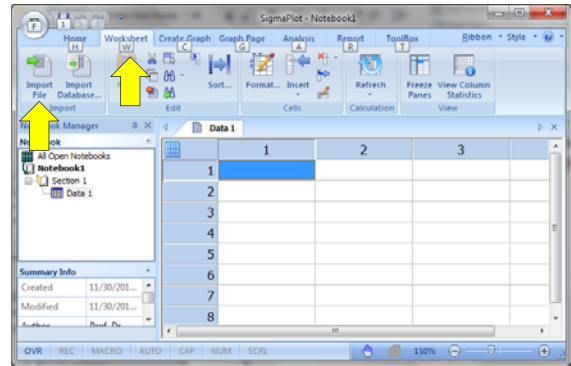 SigmaPlot - Notebook1
F 1 2 3
Home Worksheet Create Graph Graph Page Analysis Report Toolbox Ribbon Style
H W C G A R T
Import File
Import Database...
Sort...
Format...
Insert
Refresh
Freeze Panes
View Column Statistics
Import Edit Cells Calculation View
Notebook Manager
Data 1
Notebook
All Open Notebooks
Notebook1
Section 1
Data 1
1 2 3
1
2
3
4
5
6
7
8
Summary Info
Created 11/30/201...
Modified 11/30/201...
Author Prof. Dr.
OVR REC MACRO AUTO CAP NUM SCRL 150%